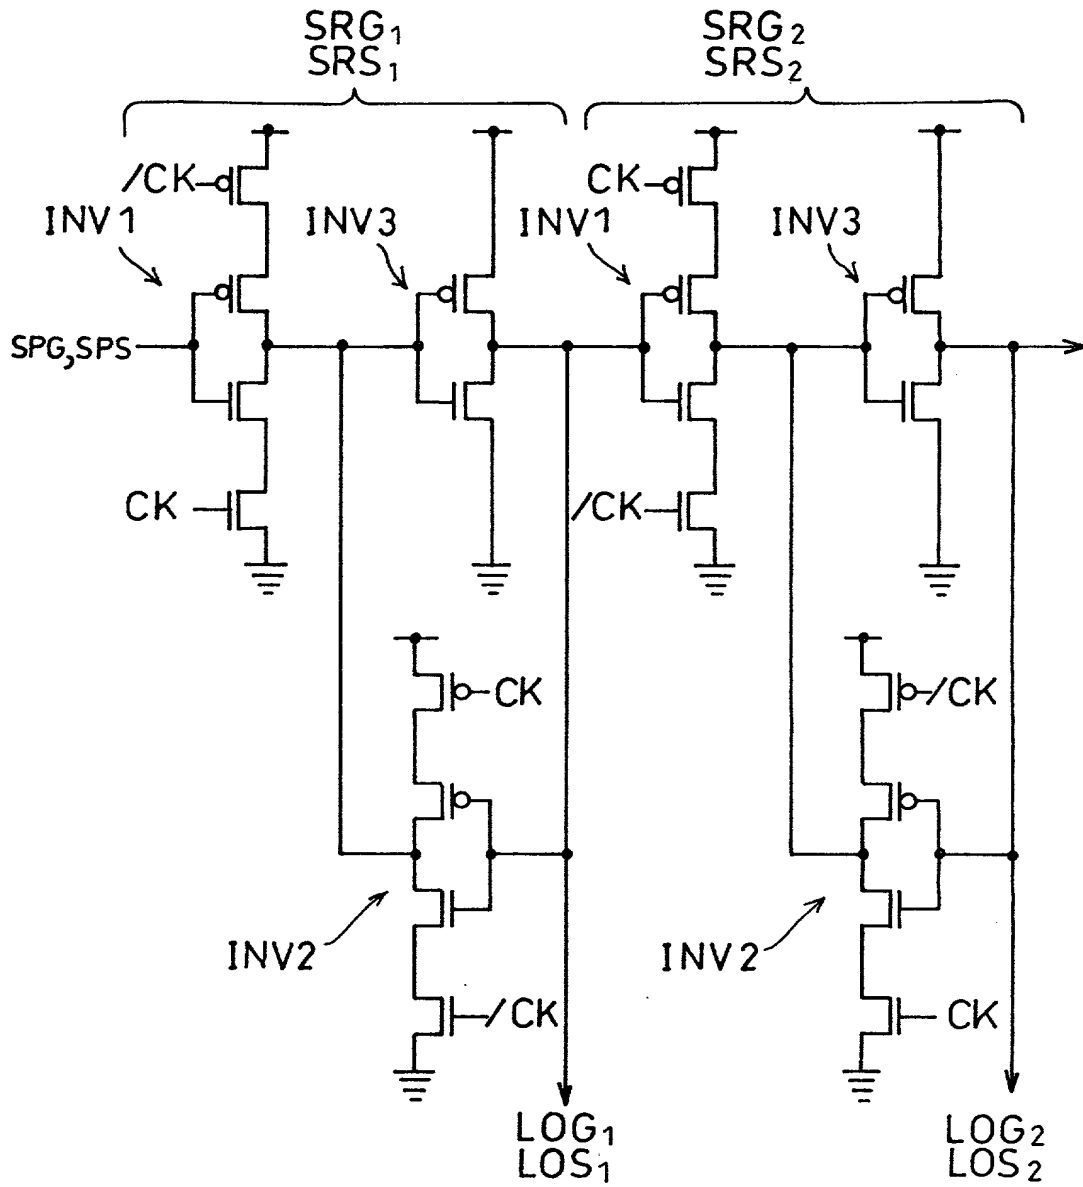 SRG₁
SRS₁
SRG₂
SRS₂
/CK
CK
INV1
INV3
INV1
INV3
SPG,SPS
CK
/CK
CK
/CK
INV2
INV2
/CK
CK
LOG₁
LOS₁
LOG₂
LOS₂